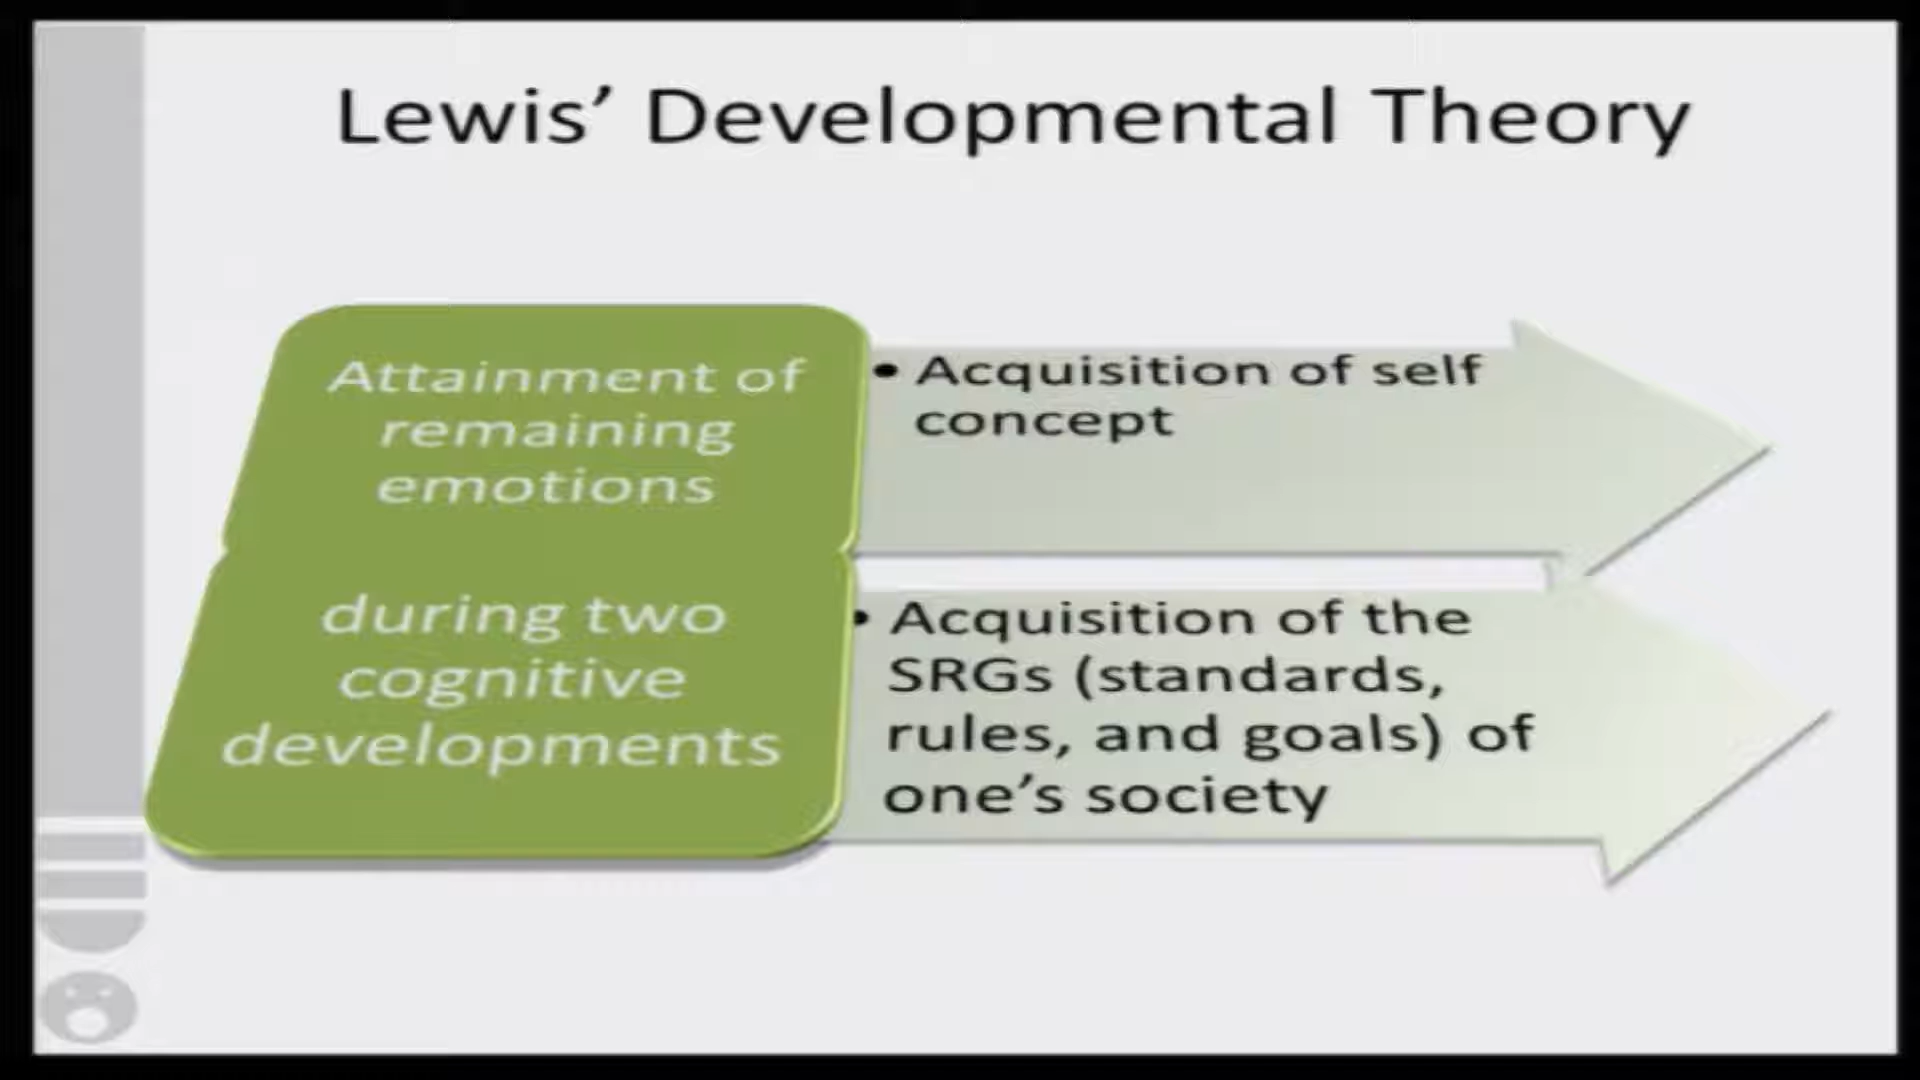 Lewis’ Developmental Theory
Attainment of
remaining
emotions
• Acquisition of self
concept
during two
cognitive
developments
• Acquisition of the
SRGs (standards,
rules, and goals) of
one’s society